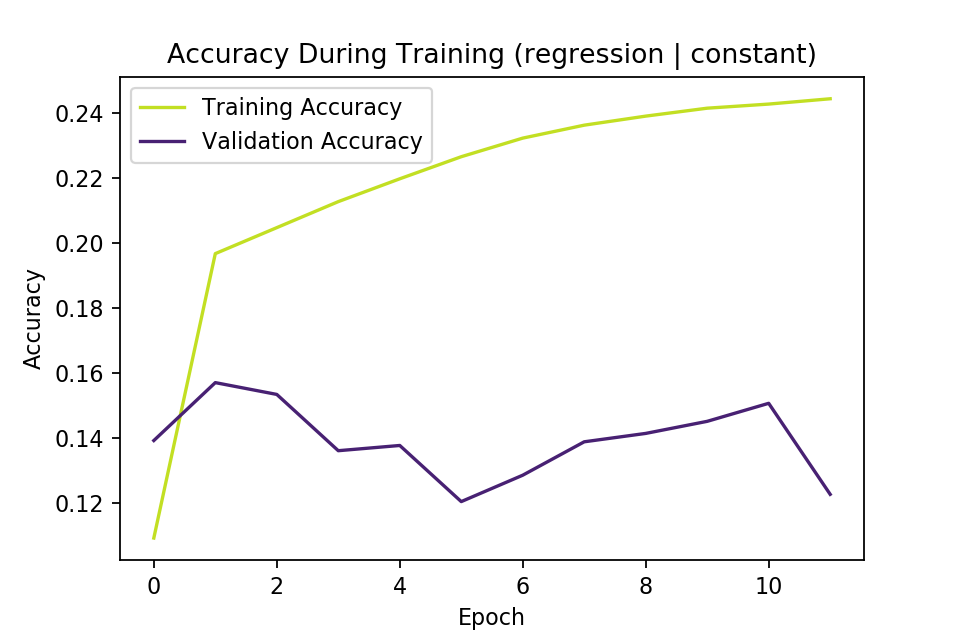 Accuracy During Training (regression | constant)
Training Accuracy
Validation Accuracy
0.24
0.22
0.20
0.18
0.16
0.14
0.12
Accuracy
0 2 4 6 8 10
Epoch